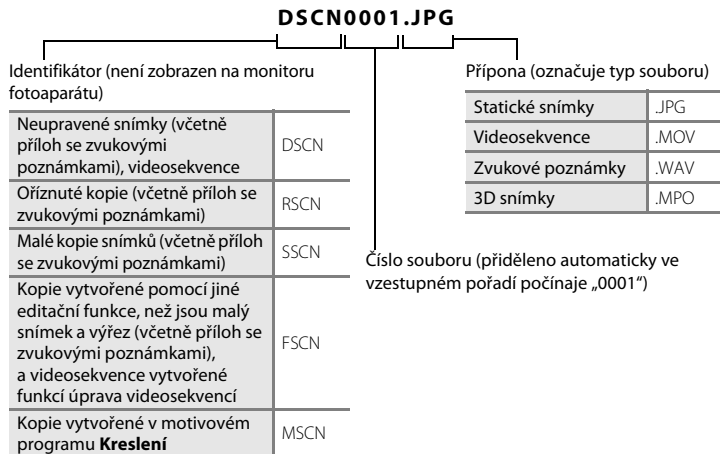 DSCN0001.JPG
Identifikátor (není zobrazen na monitoru
fotoaparátu)
Neupravené snímky (včetně
příloh se zvukovými
poznámkami), videosekvence
DSCN
Oříznuté kopie (včetně příloh se
zvukovými poznámkami)
RSCN
Malé kopie snímků (včetně příloh
se zvukovými poznámkami)
SSCN
Kopie vytvořené pomocí jiné
editační funkce, než jsou malý
snímek a výřez (včetně příloh se
zvukovými poznámkami),
a videosekvence vytvořené
funkcí úprava videosekvencí
FSCN
Kopie vytvořené v motivovém
programu Kreslení
MSCN
Přípona (označuje typ souboru)
Statické snímky .JPG
Videosekvence .MOV
Zvukové poznámky .WAV
3D snímky .MPO
Číslo souboru (přiděleno automaticky ve
vzestupném pořadí počínaje „0001“)